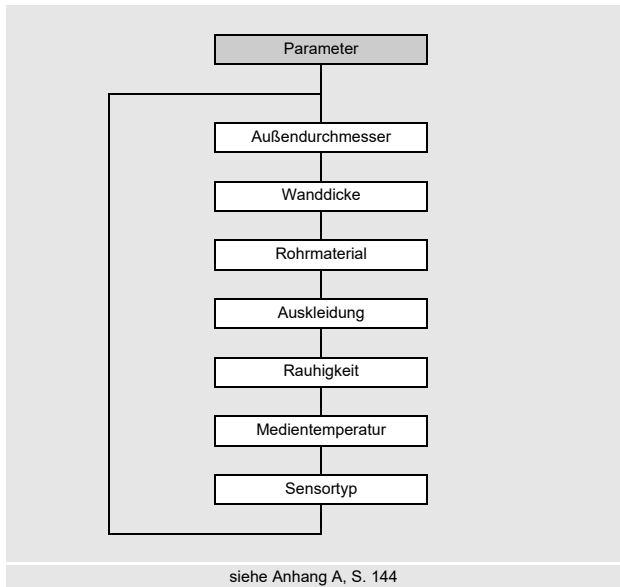 Parameter
Außendurchmesser
Wanddicke
Rohrmaterial
Auskleidung
Rauhigkeit
Medientemperatur
Sensortyp
siehe Anhang A, S. 144